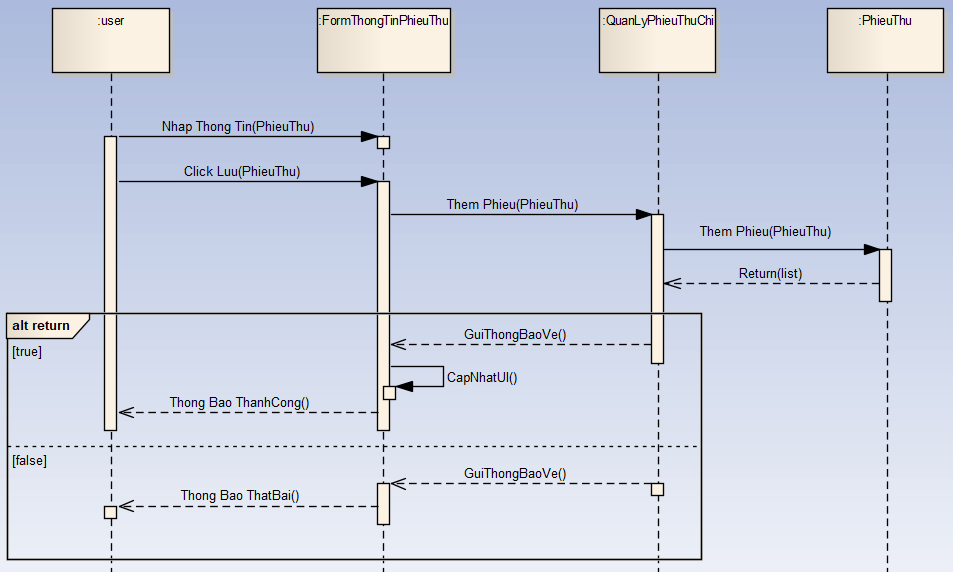 :user
:FormThongTinPhieuThu
:QuanLyPhieuThuChi
:PhieuThu
Nhap Thong Tin(PhieuThu)
Click Luu(PhieuThu)
Them Phieu(PhieuThu)
Them Phieu(PhieuThu)
Return(list)
alt return
GuiThongBaoVe()
[true]
CapNhatUI()
Thong Bao ThanhCong()
[false]
GuiThongBaoVe()
Thong Bao ThatBai()